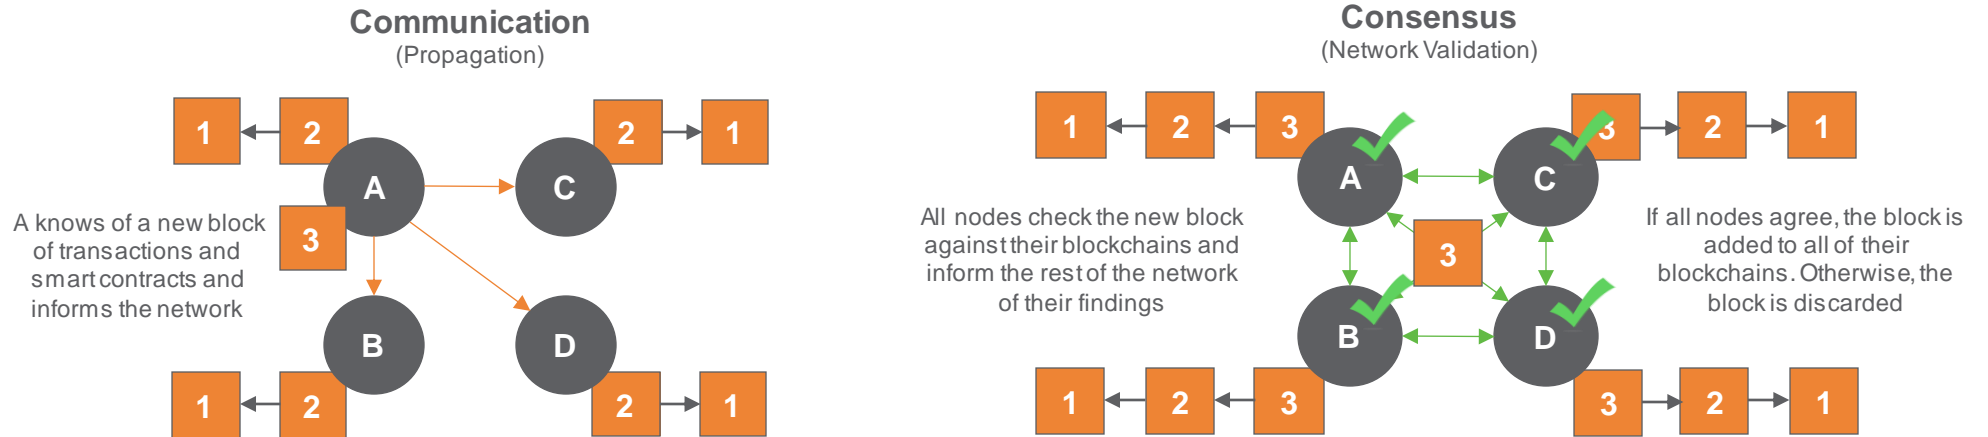 Communication
(Propagation)
1
2
2
1
A
C
A knows of a new block
of transactions and
smart contracts and
informs the network
3
B
D
1
2
2
1
Consensus
(Network Validation)
1
2
3
3
2
1
A
C
All nodes check the new block
against their blockchains and
inform the rest of the network
of their findings
3
If all nodes agree, the block is
added to all of their
blockchains. Otherwise, the
block is discarded
B
D
1
2
3
3
2
1